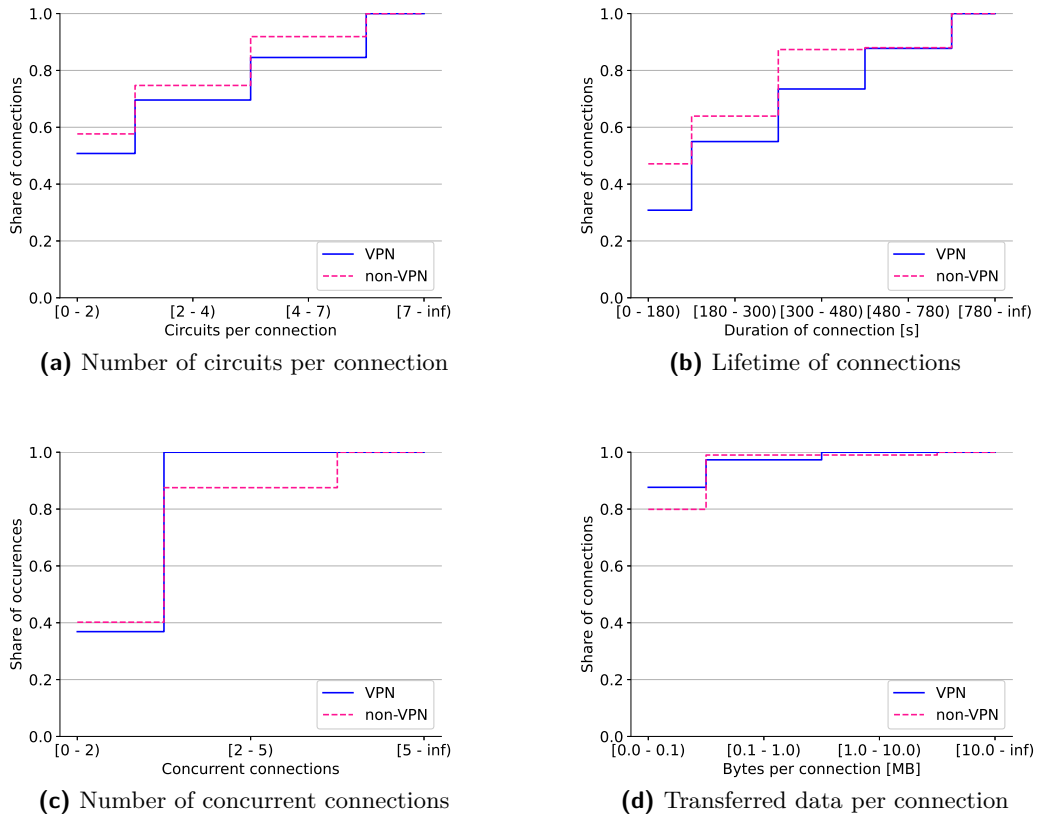 1.0
0.8
0.6
0.4
0.2
0.0
Share of connections
VPN
non-VPN
[0 - 2) [2 - 4) [4 - 7) [7 - inf)
Circuits per connection
(a) Number of circuits per connection
1.0
0.8
0.6
0.4
0.2
0.0
Share of connections
VPN
non-VPN
[0 - 180) [180 - 300) [300 - 480) [480 - 780) [780 - inf)
Duration of connection [s]
(b) Lifetime of connections
1.0
0.8
0.6
0.4
0.2
0.0
Share of occurences
VPN
non-VPN
[0 - 2) [2 - 5) [5 - inf)
Concurrent connections
(c) Number of concurrent connections
1.0
0.8
0.6
0.4
0.2
0.0
Share of connections
VPN
non-VPN
[0.0 - 0.1) [0.1 - 1.0) [1.0 - 10.0) [10.0 - inf)
Bytes per connection [MB]
(d) Transferred data per connection